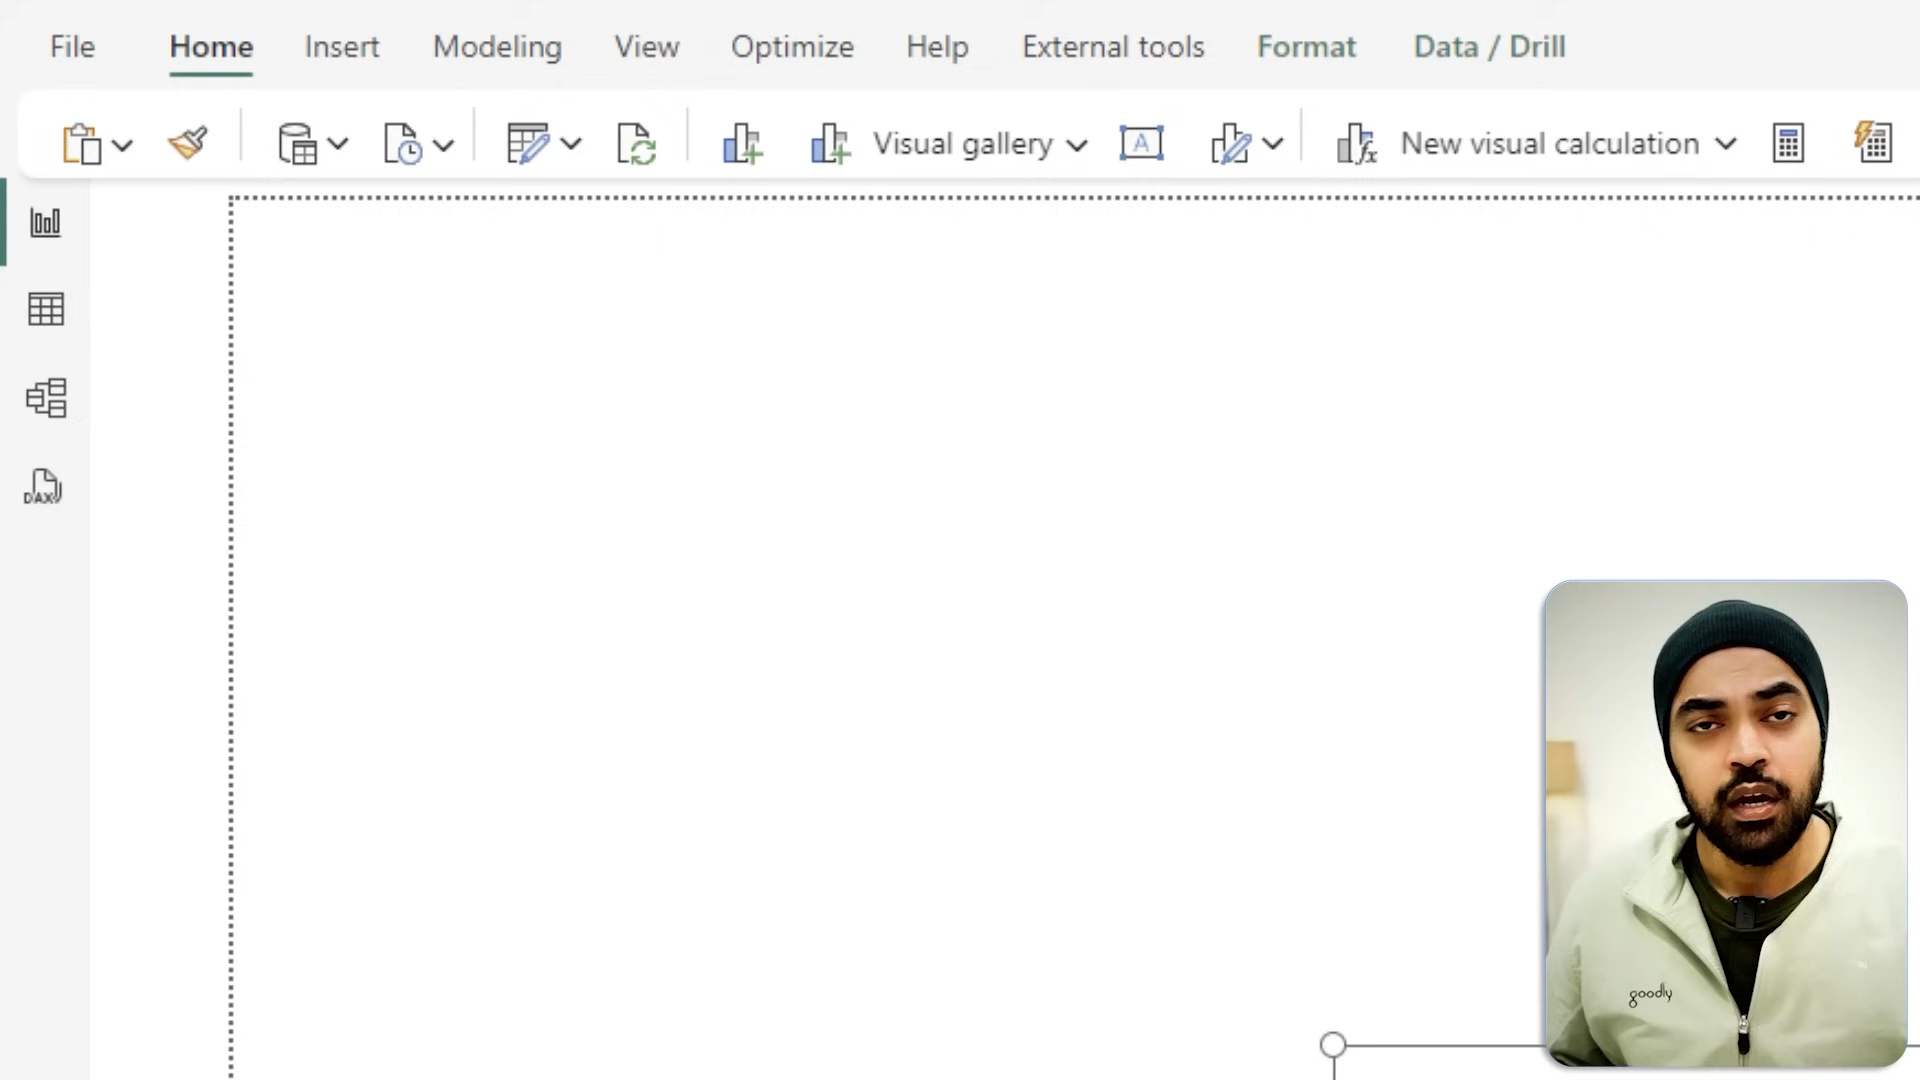 File Home Insert Modeling View Optimize Help External tools Format Data / Drill
Visual gallery A New visual calculation
DAX
goodly